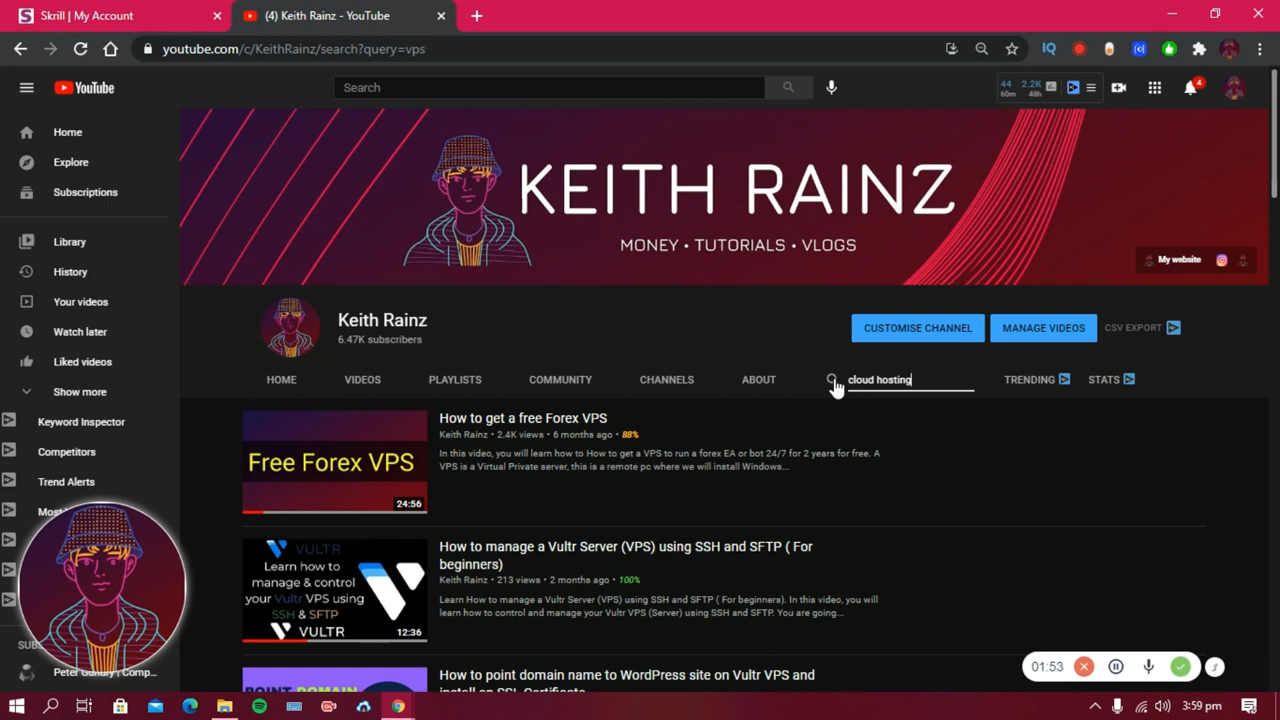 Skrill | My Account
(4) Keith Rainz - YouTube
youtube.com/c/KeithRainz/search?query=vps
YouTube
Search
44
60m
2.2K
48h
4
Home
Explore
Subscriptions
Library
History
Your videos
Watch later
Liked videos
Show more
Keyword Inspector
Competitors
Trend Alerts
KEITH RAINZ
MONEY • TUTORIALS • VLOGS
My website
Keith Rainz
6.47K subscribers
CUSTOMISE CHANNEL
MANAGE VIDEOS
CSV EXPORT
HOME
VIDEOS
PLAYLISTS
COMMUNITY
CHANNELS
ABOUT
cloud hosting
TRENDING
STATS
Free Forex VPS
24:56
How to get a free Forex VPS
Keith Rainz • 2.4K views • 6 months ago • 88%
In this video, you will learn how to How to get a VPS to run a forex EA or bot 24/7 for 2 years for free. A
VPS is a Virtual Private server, this is a remote pc where we will install Windows...
VULTR
Learn how to
manage & control
your Vultr VPS using
SSH & SFTP
VULTR
12:36
How to manage a Vultr Server (VPS) using SSH and SFTP ( For
beginners)
Keith Rainz • 213 views • 2 months ago • 100%
Learn How to manage a Vultr Server (VPS) using SSH and SFTP ( For beginners). In this video, you will
learn how to control and manage your Vultr VPS (Server) using SSH and SFTP. You are going...
How to point domain name to WordPress site on Vultr VPS and
install an SSL Certificate
01:53
3:59 pm